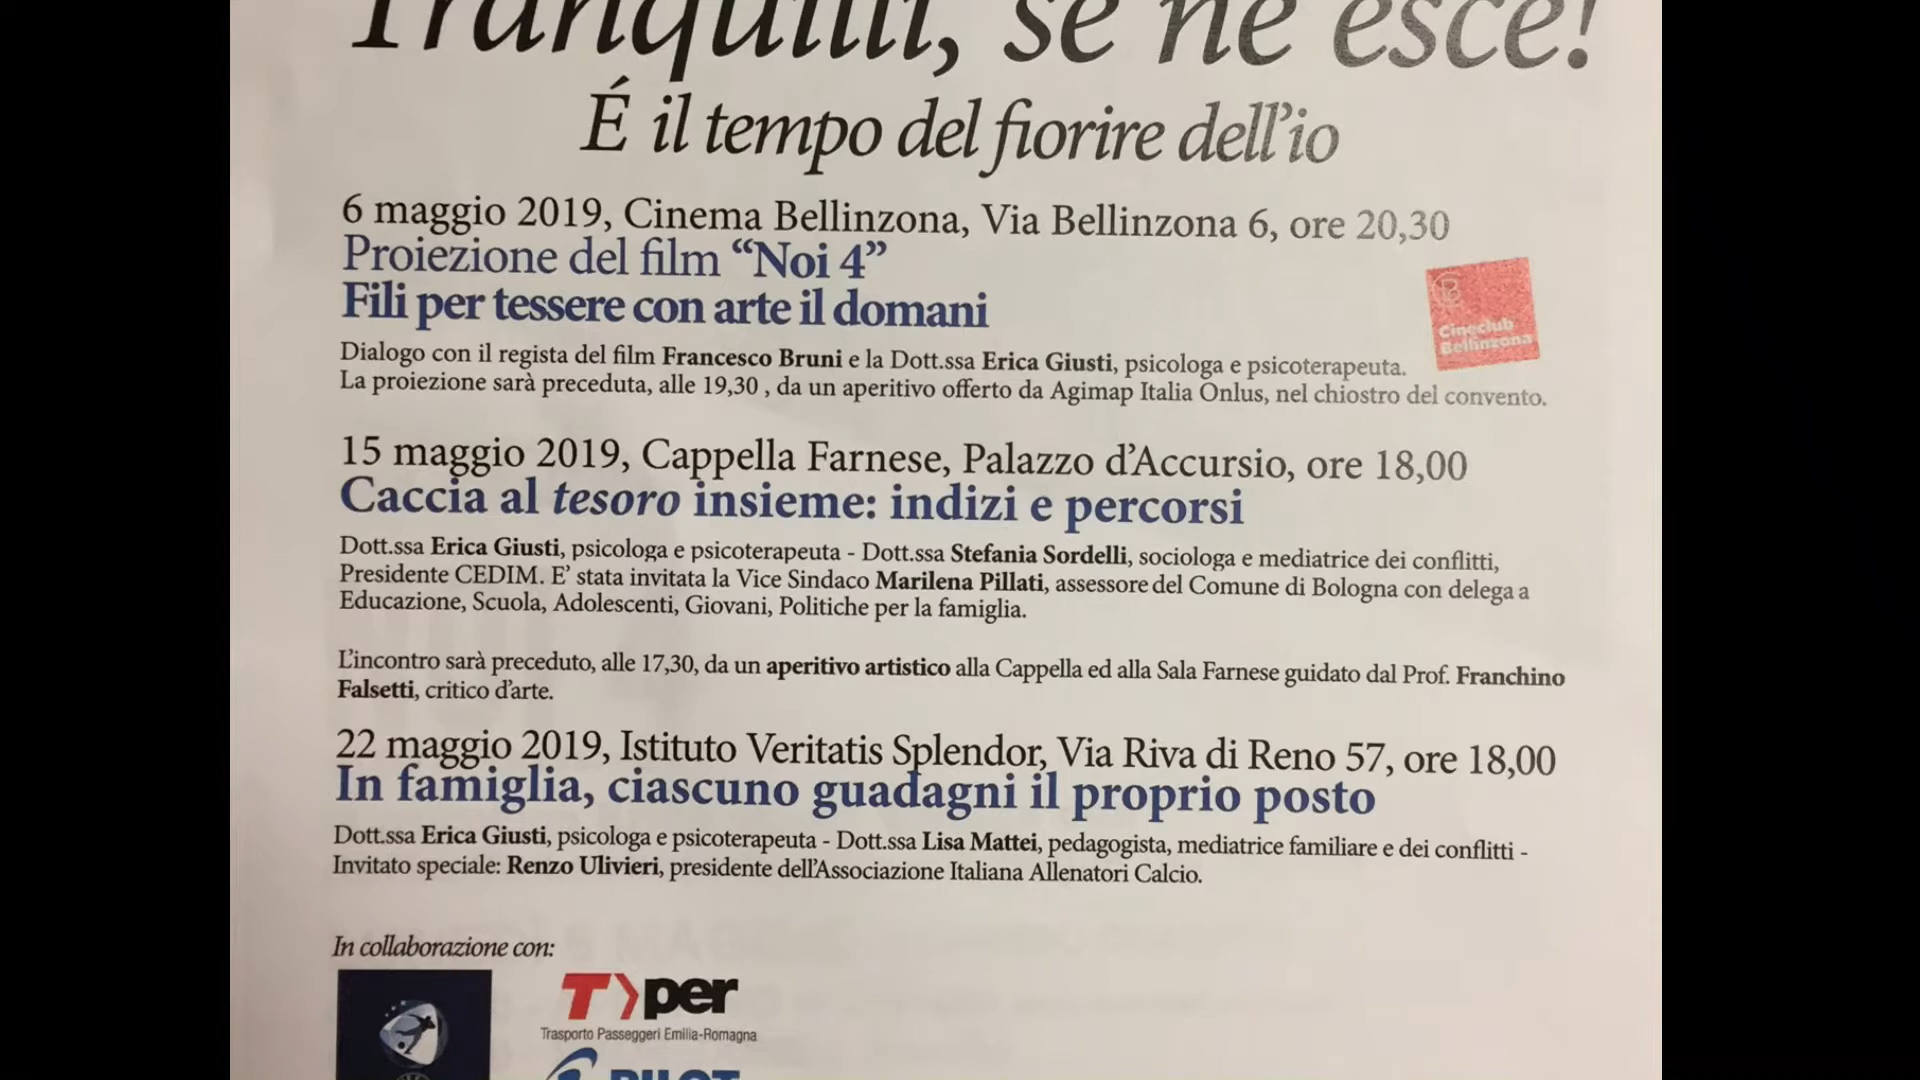 Tranquilli, se ne esce!
É il tempo del fiorire dell'io
6 maggio 2019, Cinema Bellinzona, Via Bellinzona 6, ore 20,30
Proiezione del film “Noi 4”
Fili per tessere con arte il domani
Cineclub
Bellinzona
Dialogo con il regista del film Francesco Bruni e la Dott.ssa Erica Giusti, psicologa e psicoterapeuta.
La proiezione sarà preceduta, alle 19,30 , da un aperitivo offerto da Agimap Italia Onlus, nel chiostro del convento.
15 maggio 2019, Cappella Farnese, Palazzo d'Accursio, ore 18,00
Caccia al tesoro insieme: indizi e percorsi
Dott.ssa Erica Giusti, psicologa e psicoterapeuta - Dott.ssa Stefania Sordelli, sociologa e mediatrice dei conflitti,
Presidente CEDIM. E' stata invitata la Vice Sindaco Marilena Pillati, assessore del Comune di Bologna con delega a
Educazione, Scuola, Adolescenti, Giovani, Politiche per la famiglia.
L'incontro sarà preceduto, alle 17,30, da un aperitivo artistico alla Cappella ed alla Sala Farnese guidato dal Prof. Franchino
Falsetti, critico d'arte.
22 maggio 2019, Istituto Veritatis Splendor, Via Riva di Reno 57, ore 18,00
In famiglia, ciascuno guadagni il proprio posto
Dott.ssa Erica Giusti, psicologa e psicoterapeuta - Dott.ssa Lisa Mattei, pedagogista, mediatrice familiare e dei conflitti -
Invitato speciale: Renzo Ulivieri, presidente dell'Associazione Italiana Allenatori Calcio.
In collaborazione con:
T>per
Trasporto Passeggeri Emilia-Romagna